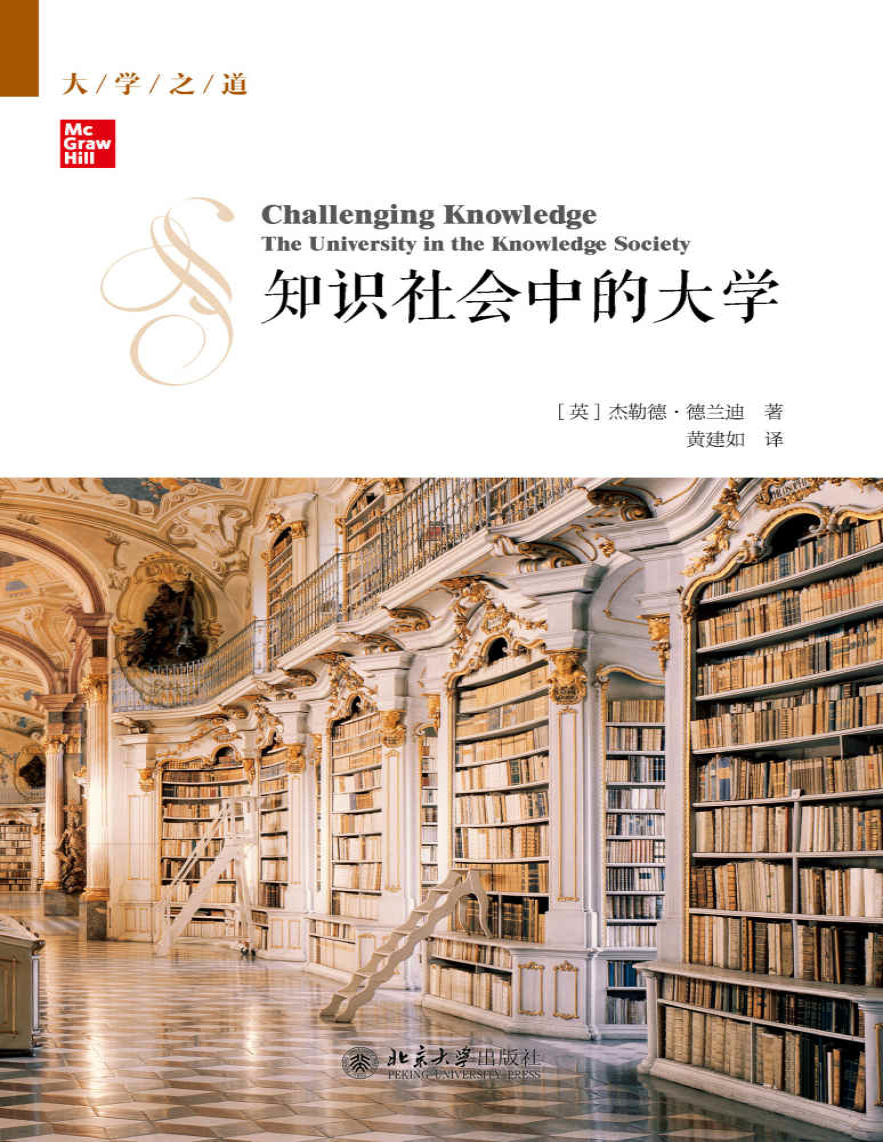 大/学/之/道
Mc
Graw
Hill
Challenging Knowledge
The University in the Knowledge Society
知识社会中的大学
［英］杰勒德·德兰迪 著
黄建如 译
北京大学出版社
PEKING UNIVERSITY PRESS